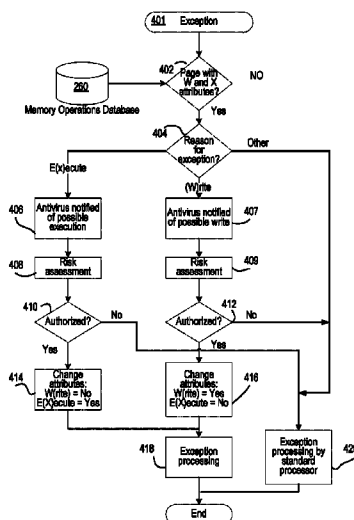 401
Exception
402
Page with
W and X
attributes?
NO
260
Memory Operations Database
Yes
404
Reason
for
exception?
Other
E(x)ecute
(W)rite
406
Antivirus notified
of possible
execution
Antivirus notified
of possible write
407
408
Risk
assessment
Risk
assessment
409
410
Authorized?
No
412
Authorized?
No
Yes
Yes
414
Change
attributes:
W(rite) = No
E(X)ecute = Yes
Change
attributes:
W(rite) = Yes
E(X)ecute = No
416
418
Exception
processing
Exception
processing by
standard
processor
420
End